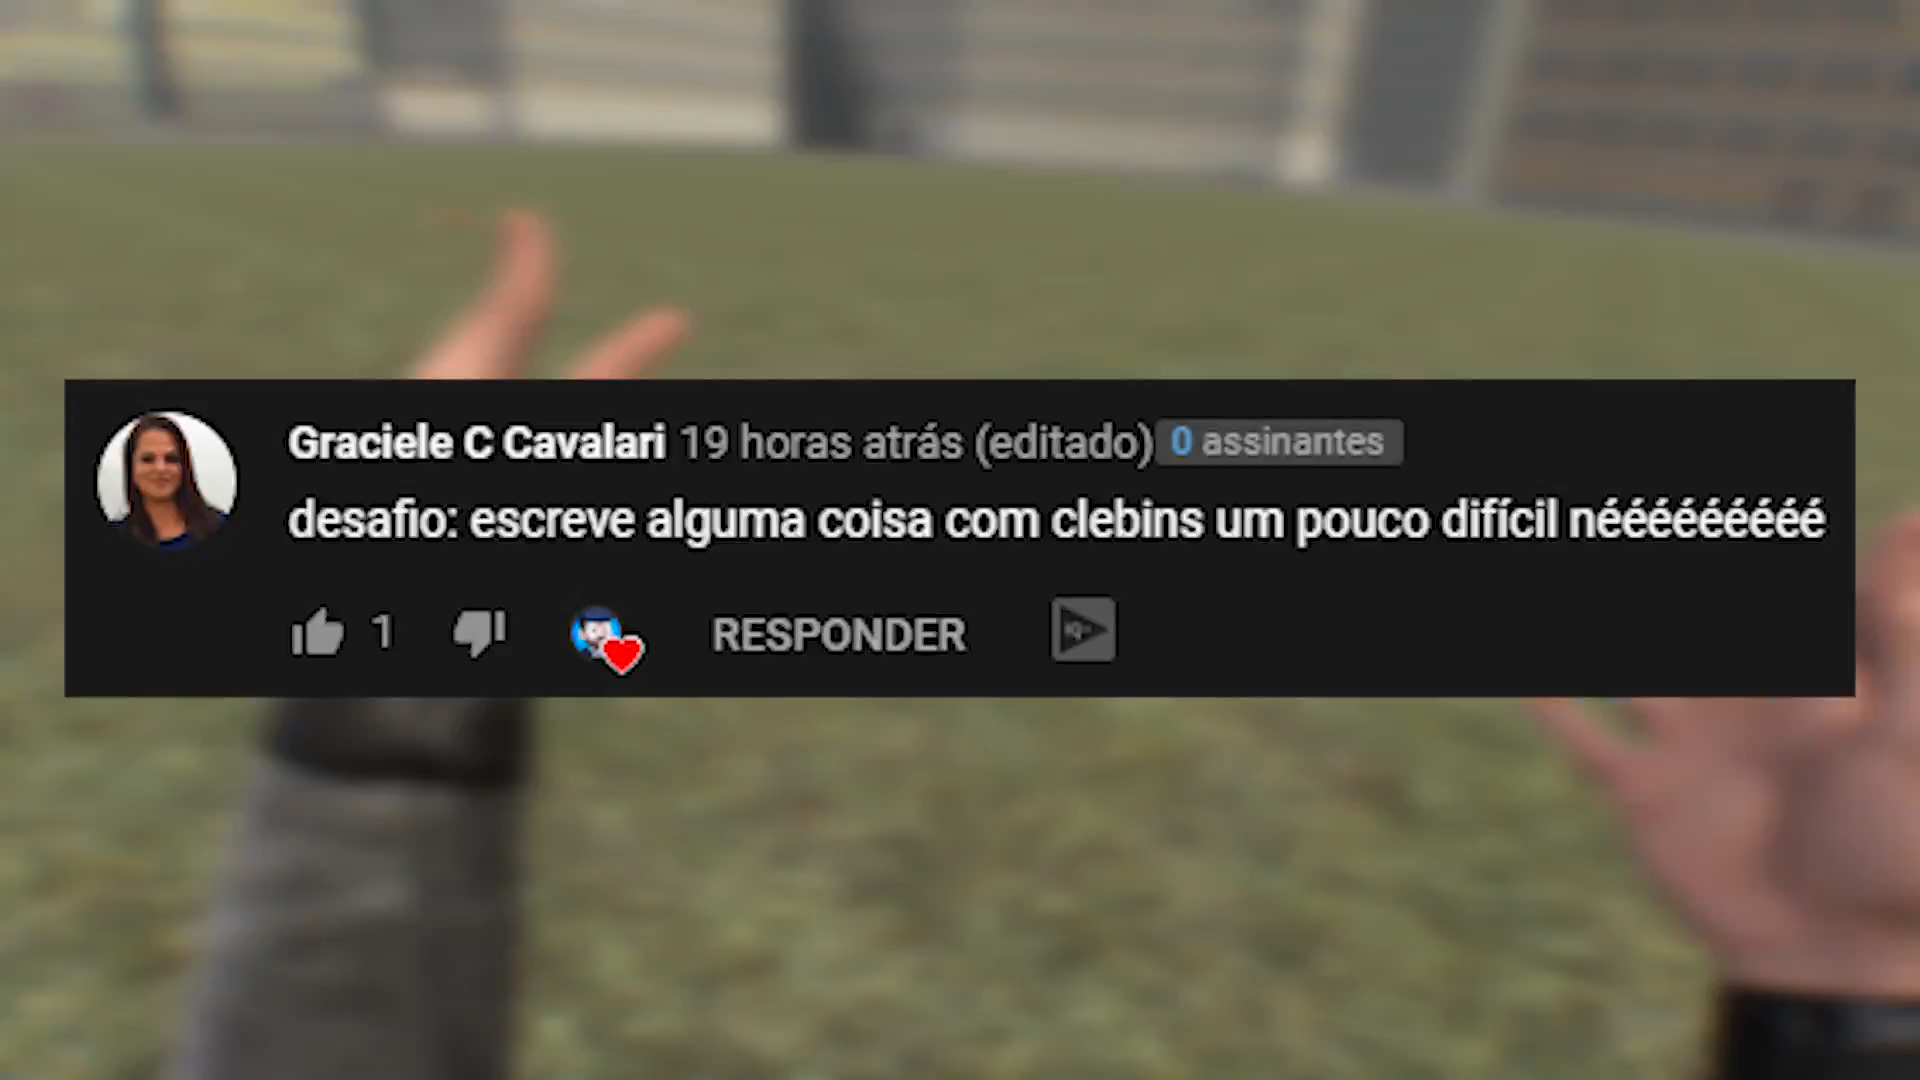 Graciele C Cavalari 19 horas atrás (editado) 0 assinantes
desafio: escreve alguma coisa com clebins um pouco difícil nééééééééé
1 RESPONDER